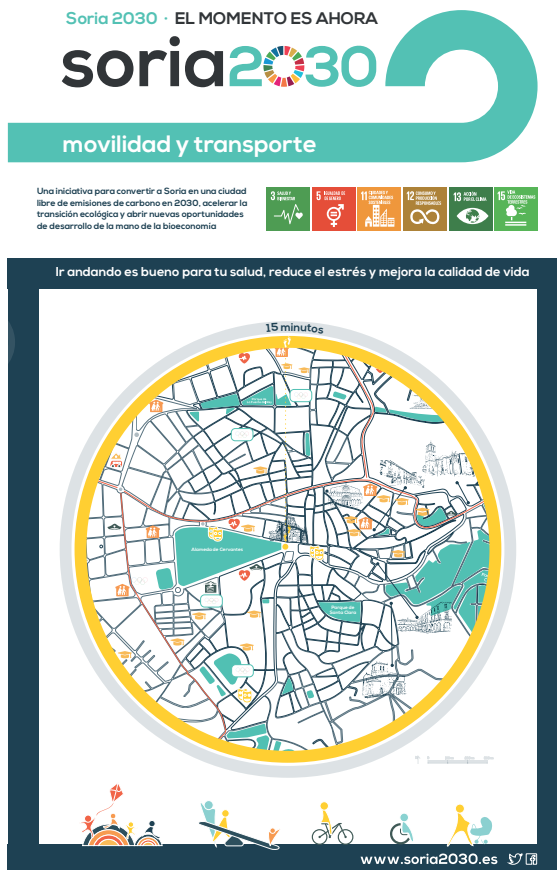 Soria 2030 · EL MOMENTO ES AHORA
soria2030
movilidad y transporte
Una iniciativa para convertir a Soria en una ciudad
libre de emisiones de carbono en 2030, acelerar la
transición ecológica y abrir nuevas oportunidades
de desarrollo de la mano de la bioeconomía
3 SALUD Y
BIENESTAR
5 IGUALDAD DE
DE GÉNERO
11 CIUDADES Y
COMUNIDADES
SOSTENIBLES
12 CONSUMO Y
PRODUCCIÓN
RESPONSABLES
13 ACCIÓN
POR EL CLIMA
15 VIDA
DE ECOSISTEMAS
TERRESTRES
Ir andando es bueno para tu salud, reduce el estrés y mejora la calidad de vida
15 minutos
Alameda de Cervantes
Parque de
Santa Clara
www.soria2030.es